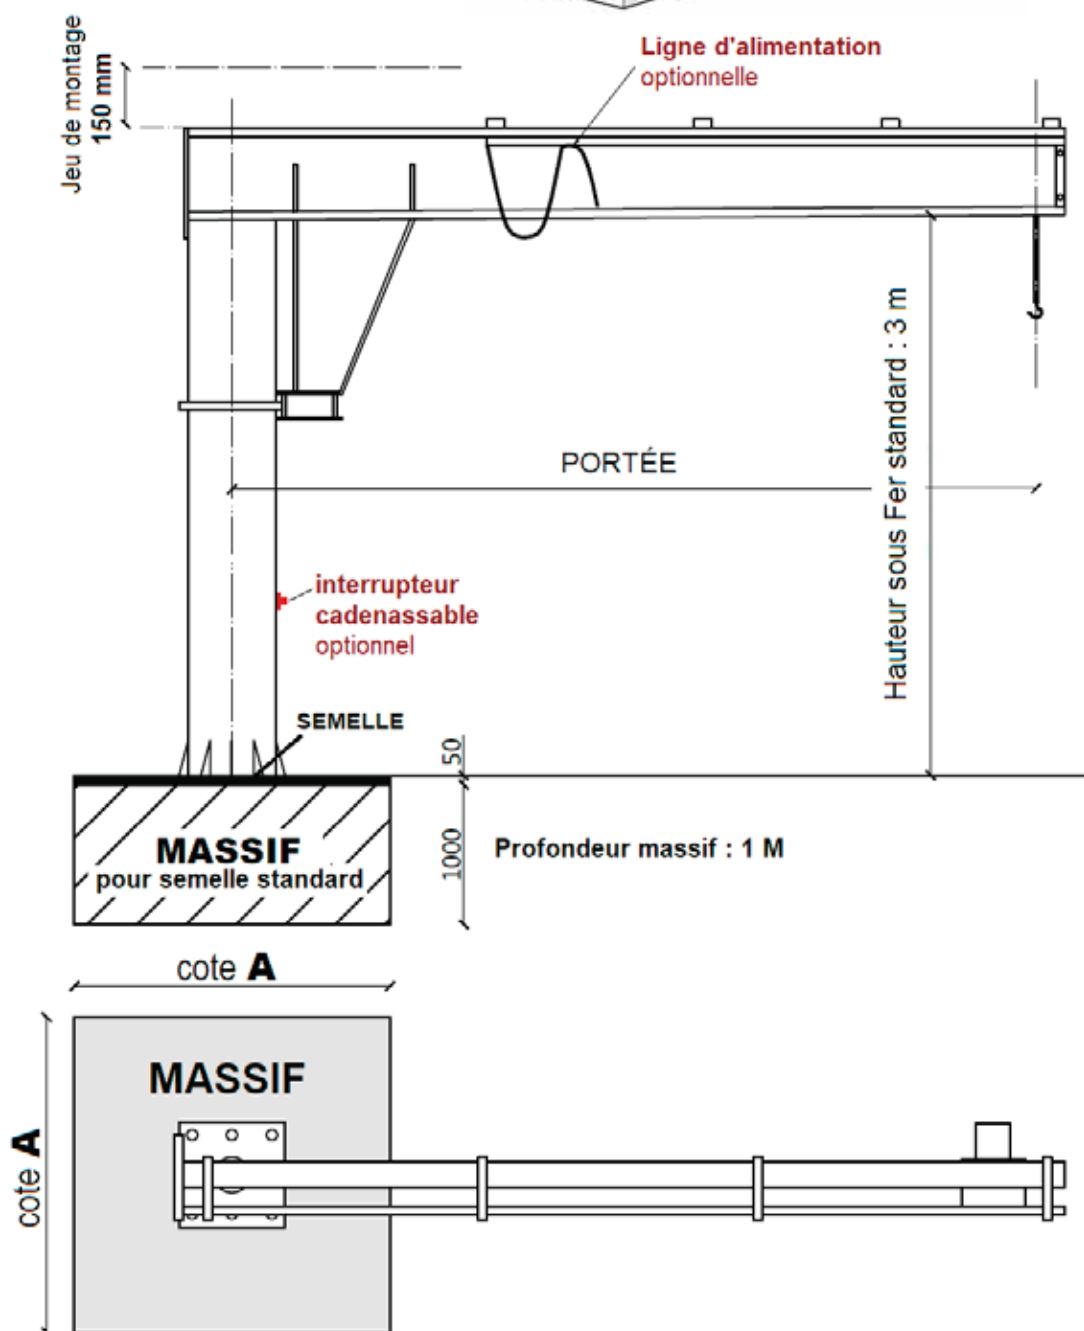 Ligne d'alimentation
optionnelle
Jeu de montage
150 mm
PORTÉE
Hauteur sous Fer standard : 3 m
interrupteur
cadenassable
optionnel
SEMELLE
50
1000
MASSIF
pour semelle standard
Profondeur massif : 1 M
cote A
MASSIF
cote A